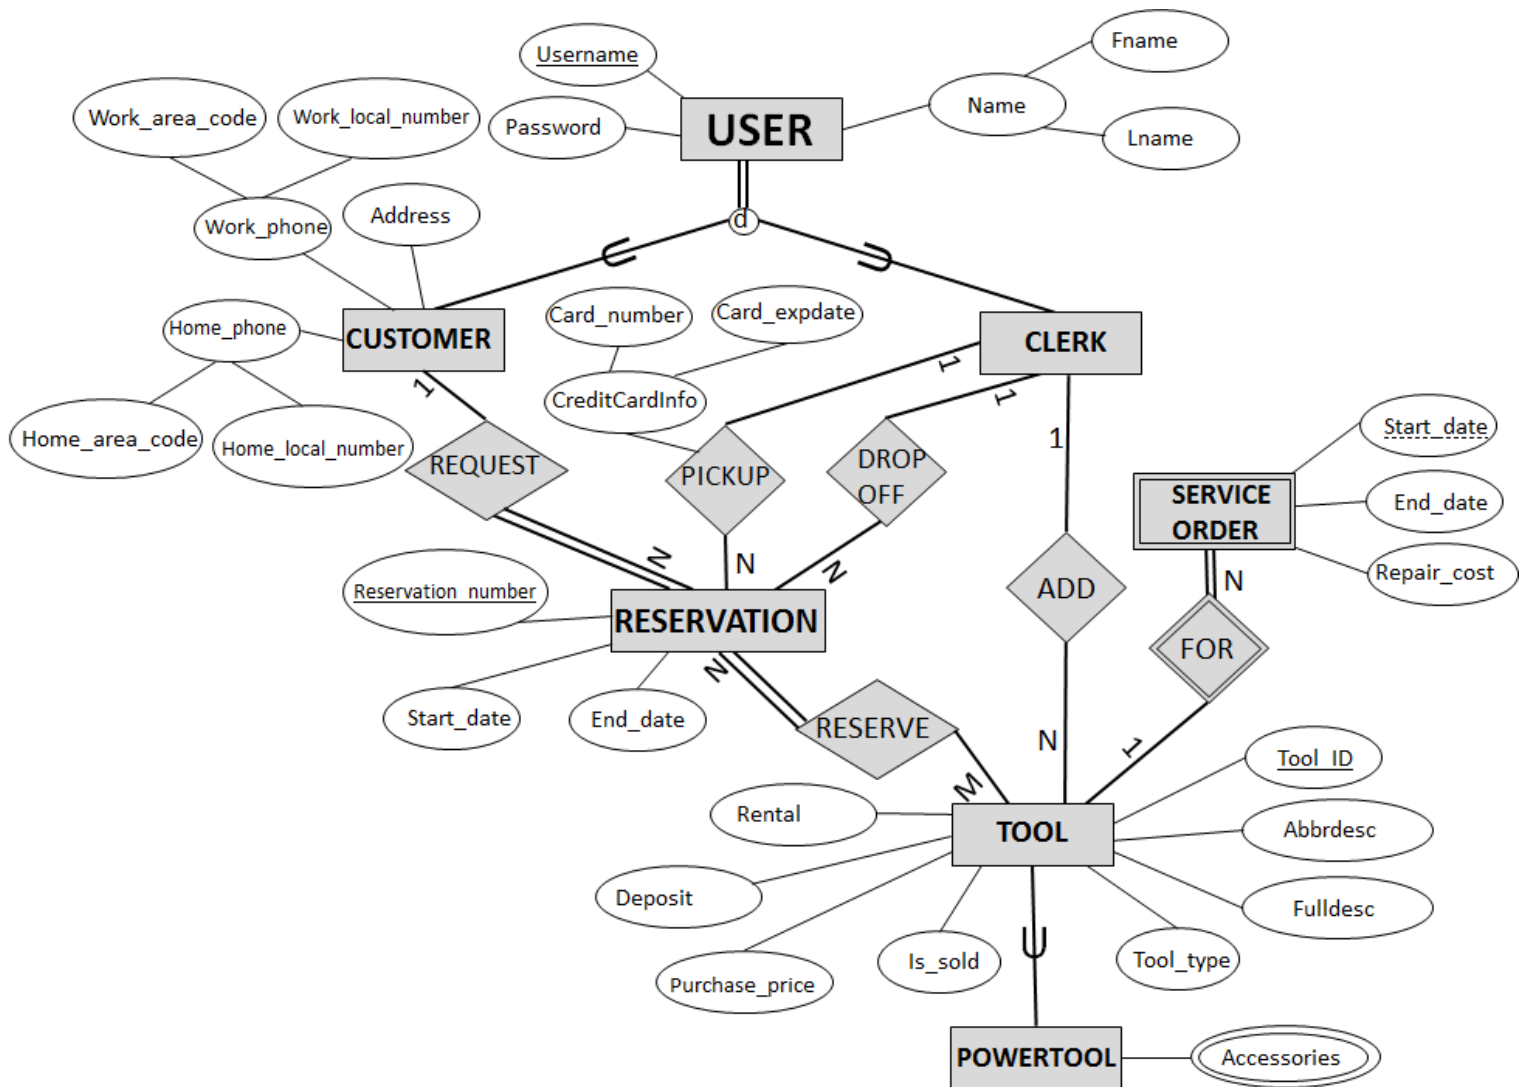 Username
Fname
Work_area_code
Work_local_number
Password
USER
Name
Lname
Work_phone
Address
d
Home_phone
CUSTOMER
Card_number
Card_expdate
CLERK
1
1
1
CreditCardInfo
Home_area_code
Home_local_number
REQUEST
PICKUP
DROP
OFF
1
Start_date
SERVICE
ORDER
End_date
N
N
N
N
Repair_cost
Reservation_number
RESERVATION
ADD
FOR
N
Start_date
End_date
RESERVE
N
1
M
Tool_ID
Rental
TOOL
Abbrdesc
Deposit
Fulldesc
Purchase_price
Is_sold
Tool_type
POWERTOOL
Accessories